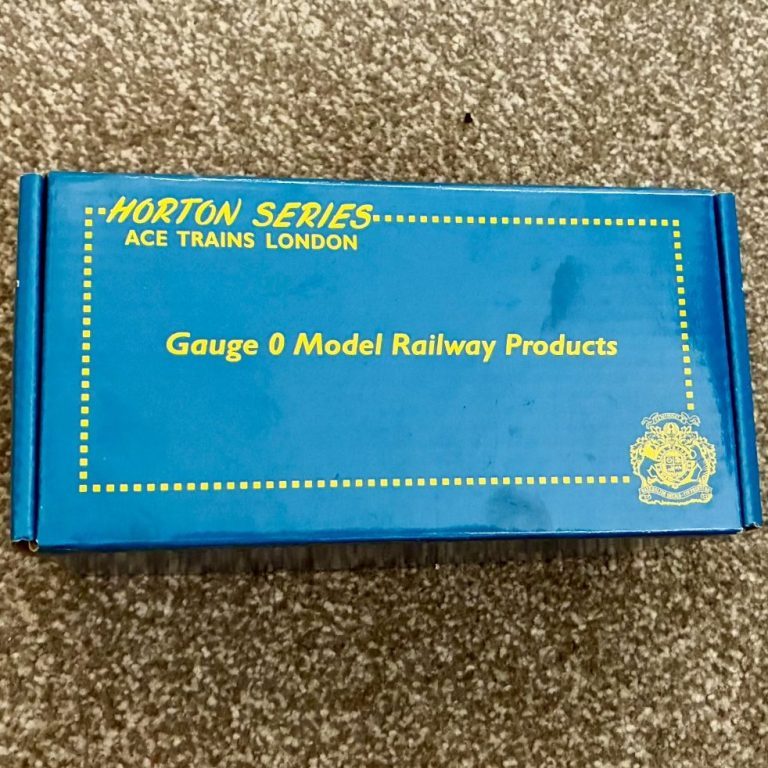 HORTON SERIES
ACE TRAINS LONDON
Gauge 0 Model Railway Products